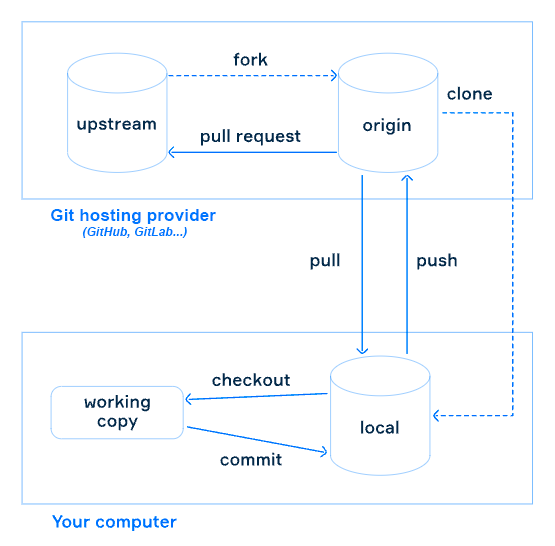 fork
clone
upstream
origin
pull request
Git hosting provider
(GitHub, GitLab...)
pull
push
checkout
working
copy
local
commit
Your computer